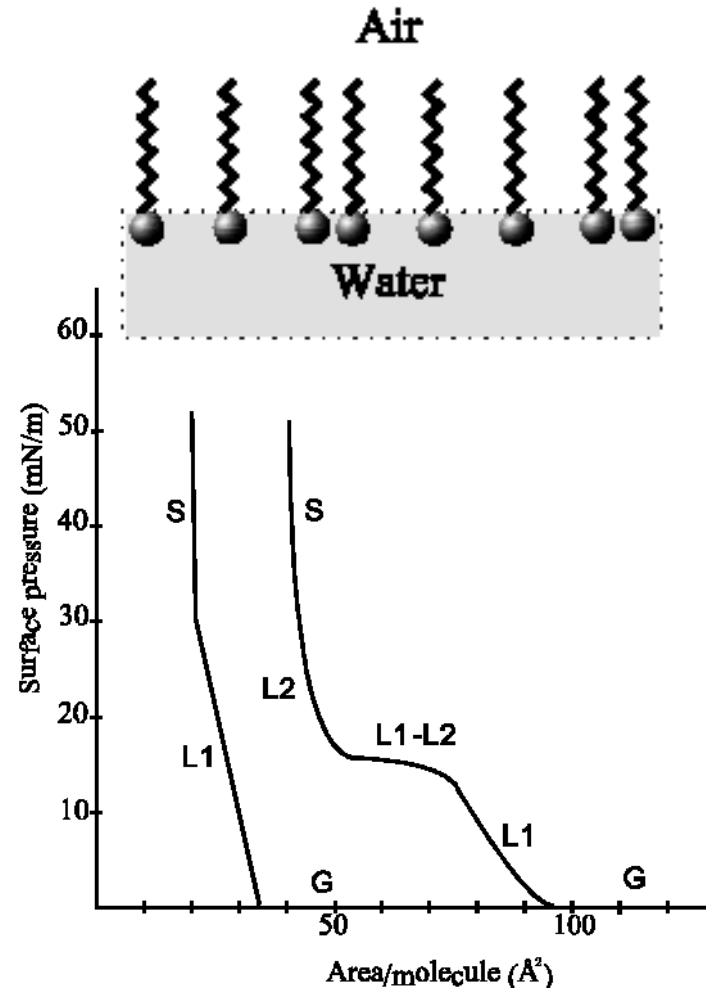 Air
Water
60
50
40
30
20
10
Surface pressure (mN/m)
S
S
L2
L1-L2
L1
L1
G
G
50
100
Area/molecule (Å²)